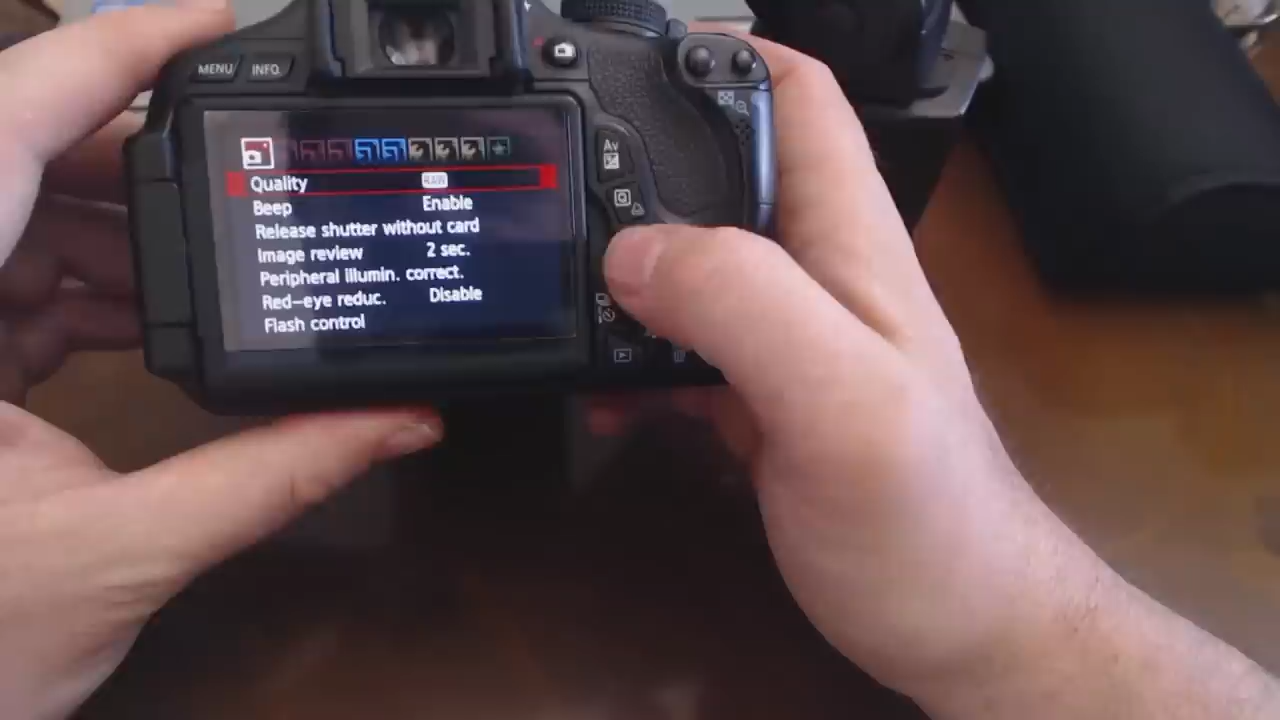 MENU INFO.
Av
Q
Quality RAW
Beep Enable
Release shutter without card
Image review 2 sec.
Peripheral illumin. correct.
Red-eye reduc. Disable
Flash control